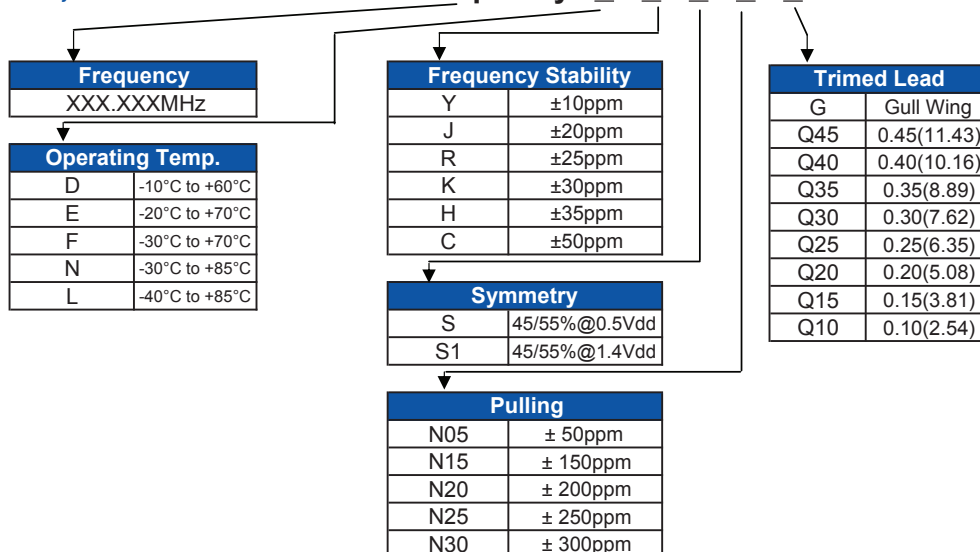 Frequency
XXX.XXXMHz
Operating Temp.
D -10°C to +60°C
E -20°C to +70°C
F -30°C to +70°C
N -30°C to +85°C
L -40°C to +85°C
Frequency Stability
Y ±10ppm
J ±20ppm
R ±25ppm
K ±30ppm
H ±35ppm
C ±50ppm
Symmetry
S 45/55%@0.5Vdd
S1 45/55%@1.4Vdd
Pulling
N05 ± 50ppm
N15 ± 150ppm
N20 ± 200ppm
N25 ± 250ppm
N30 ± 300ppm
Trimed Lead
G Gull Wing
Q45 0.45(11.43)
Q40 0.40(10.16)
Q35 0.35(8.89)
Q30 0.30(7.62)
Q25 0.25(6.35)
Q20 0.20(5.08)
Q15 0.15(3.81)
Q10 0.10(2.54)